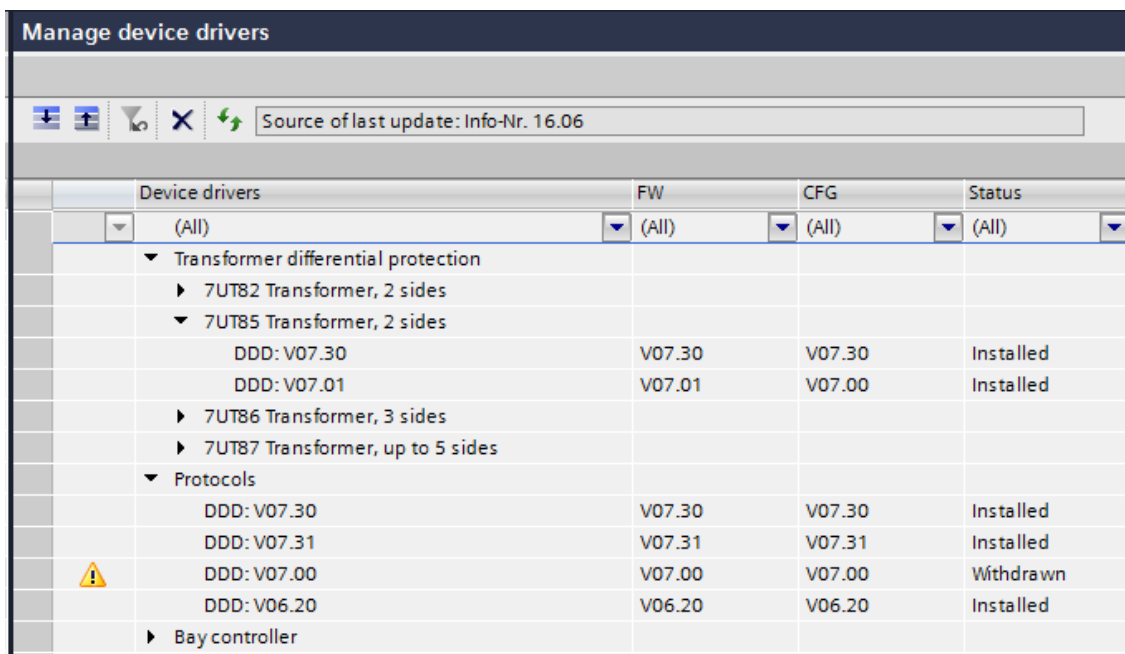 Manage device drivers
Source of last update: Info-Nr. 16.06
Device drivers FW CFG Status
(All) (All) (All) (All)
Transformer differential protection
7UT82 Transformer, 2 sides
7UT85 Transformer, 2 sides
DDD: V07.30 V07.30 V07.30 Installed
DDD: V07.01 V07.01 V07.00 Installed
7UT86 Transformer, 3 sides
7UT87 Transformer, up to 5 sides
Protocols
DDD: V07.30 V07.30 V07.30 Installed
DDD: V07.31 V07.31 V07.31 Installed
DDD: V07.00 V07.00 V07.00 Withdrawn
DDD: V06.20 V06.20 V06.20 Installed
Bay controller